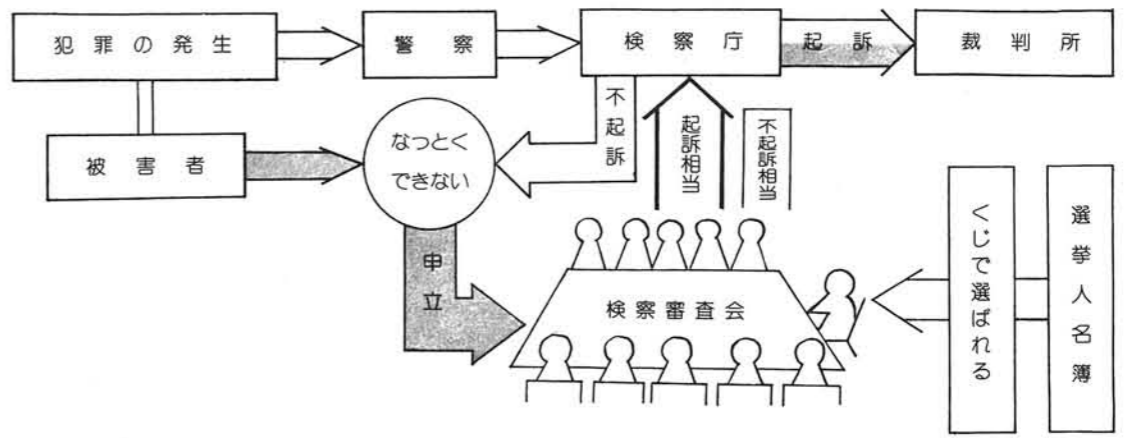 犯罪の発生
警察
検察庁
起訴
裁判所
被害者
なっとく
できない
不起訴
起訴相当
不起訴相当
申立
検察審査会
くじで選ばれる
選挙人名簿